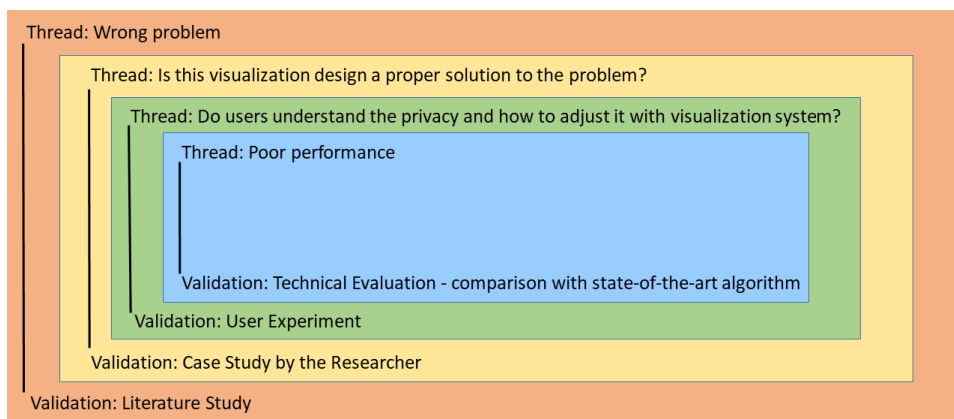 Thread: Wrong problem
Thread: Is this visualization design a proper solution to the problem?
Thread: Do users understand the privacy and how to adjust it with visualization system?
Thread: Poor performance
Validation: Technical Evaluation - comparison with state-of-the-art algorithm
Validation: User Experiment
Validation: Case Study by the Researcher
Validation: Literature Study